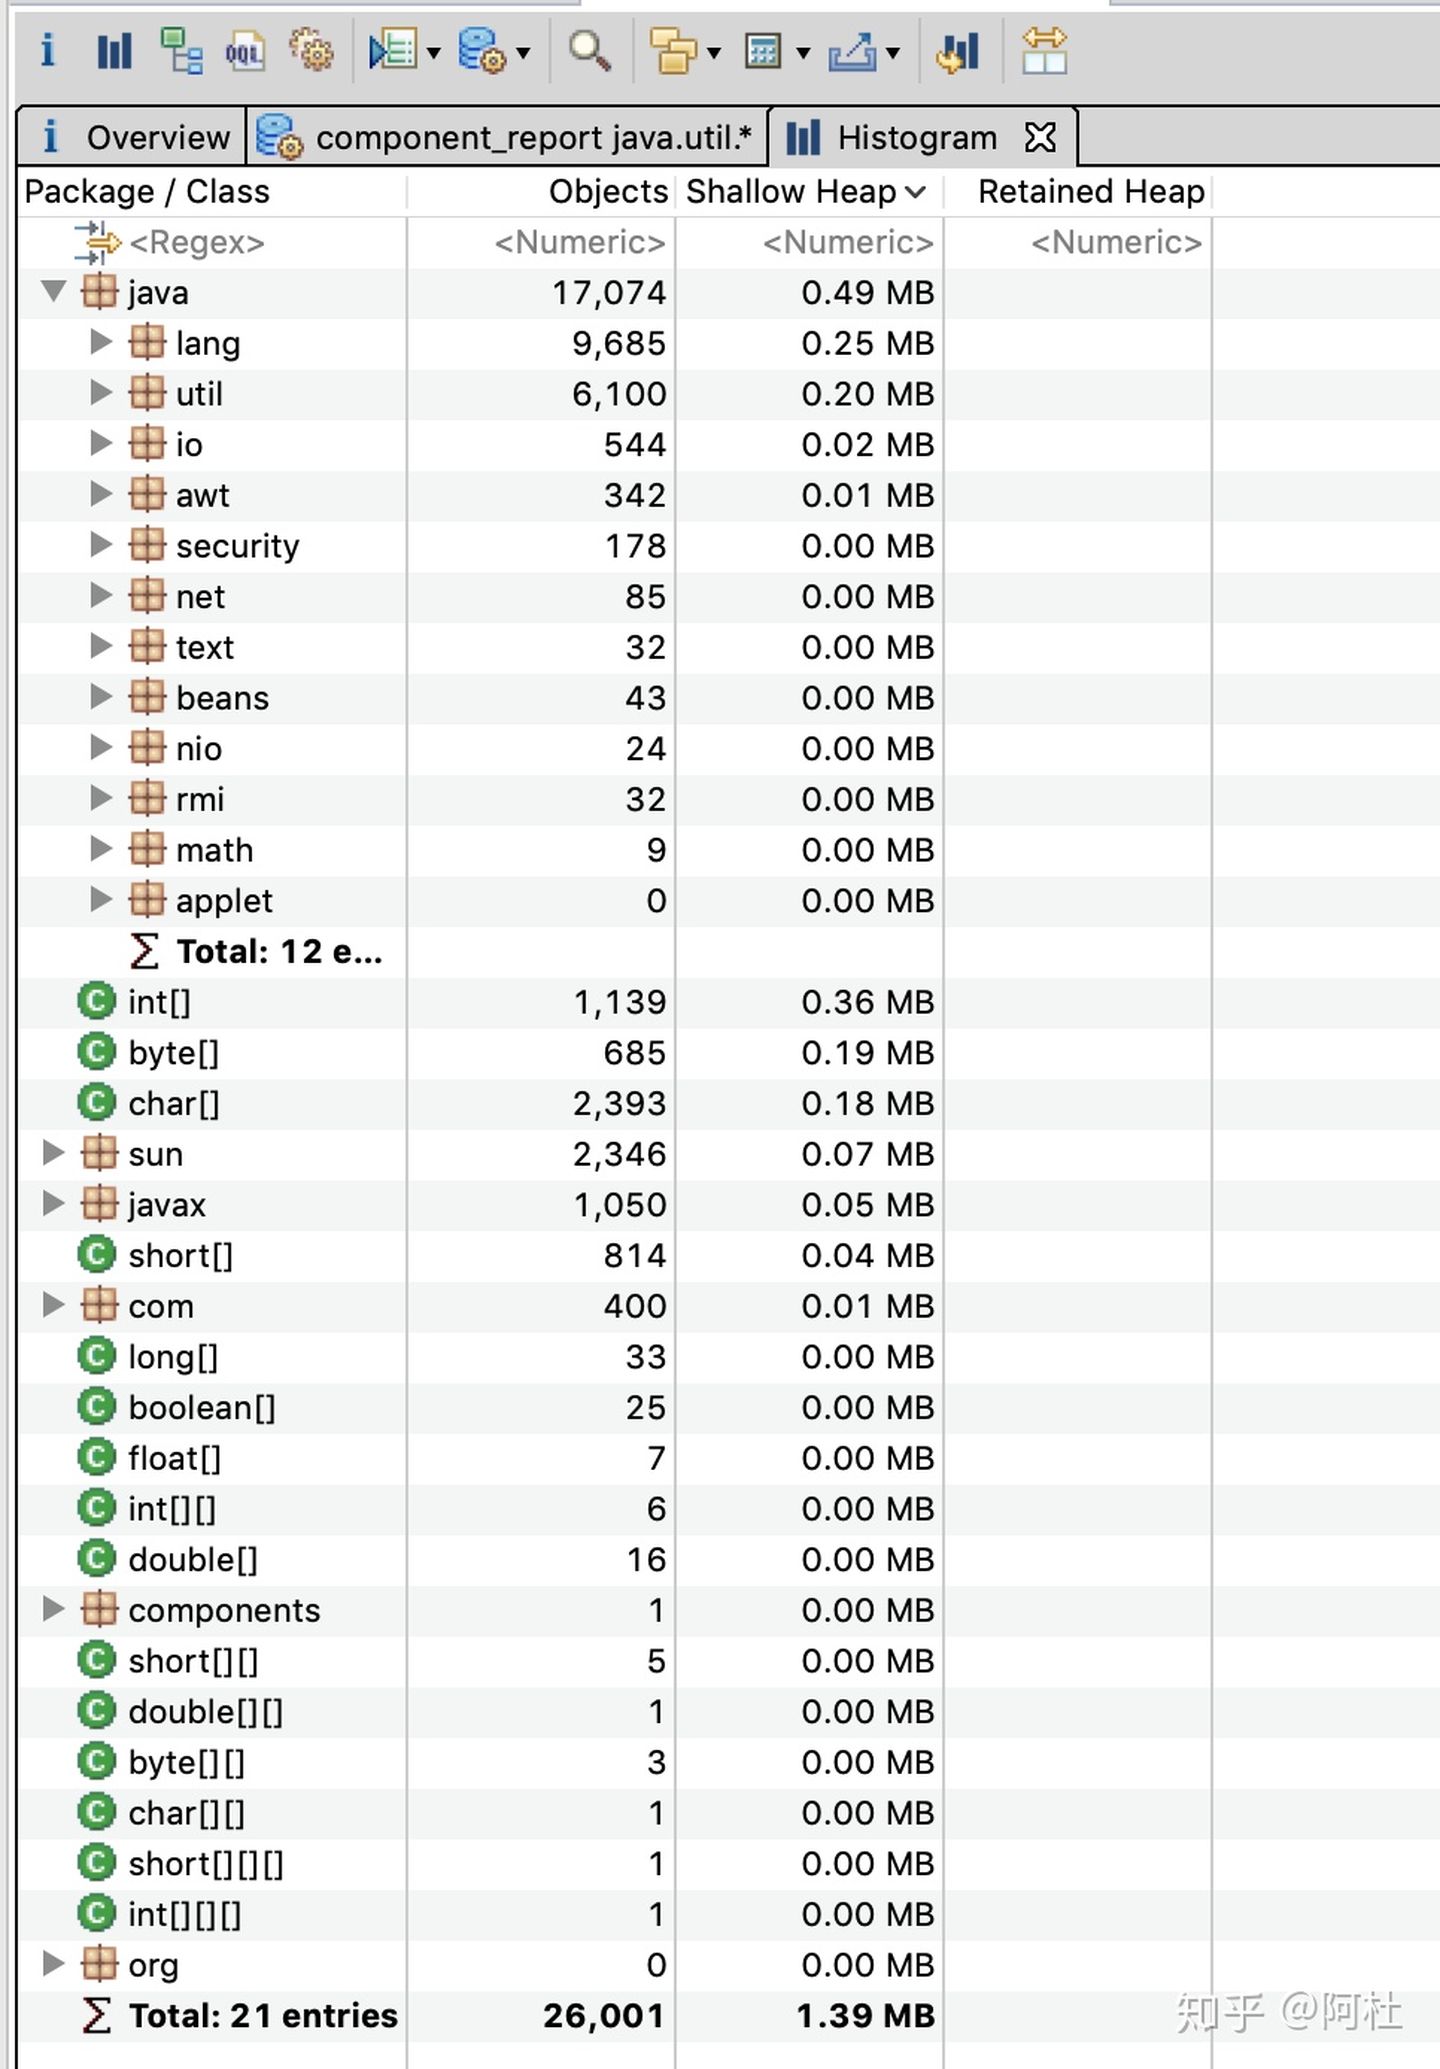 Overview component_report java.util.* Histogram
Package / Class Objects Shallow Heap Retained Heap
<Regex> <Numeric> <Numeric> <Numeric>
java 17,074 0.49 MB
lang 9,685 0.25 MB
util 6,100 0.20 MB
io 544 0.02 MB
awt 342 0.01 MB
security 178 0.00 MB
net 85 0.00 MB
text 32 0.00 MB
beans 43 0.00 MB
nio 24 0.00 MB
rmi 32 0.00 MB
math 9 0.00 MB
applet 0 0.00 MB
Total: 12 e...
int[] 1,139 0.36 MB
byte[] 685 0.19 MB
char[] 2,393 0.18 MB
sun 2,346 0.07 MB
javax 1,050 0.05 MB
short[] 814 0.04 MB
com 400 0.01 MB
long[] 33 0.00 MB
boolean[] 25 0.00 MB
float[] 7 0.00 MB
int[][] 6 0.00 MB
double[] 16 0.00 MB
components 1 0.00 MB
short[][] 5 0.00 MB
double[][] 1 0.00 MB
byte[][] 3 0.00 MB
char[][] 1 0.00 MB
short[][][] 1 0.00 MB
int[][][] 1 0.00 MB
org 0 0.00 MB
Total: 21 entries 26,001 1.39 MB
知乎 @阿杜